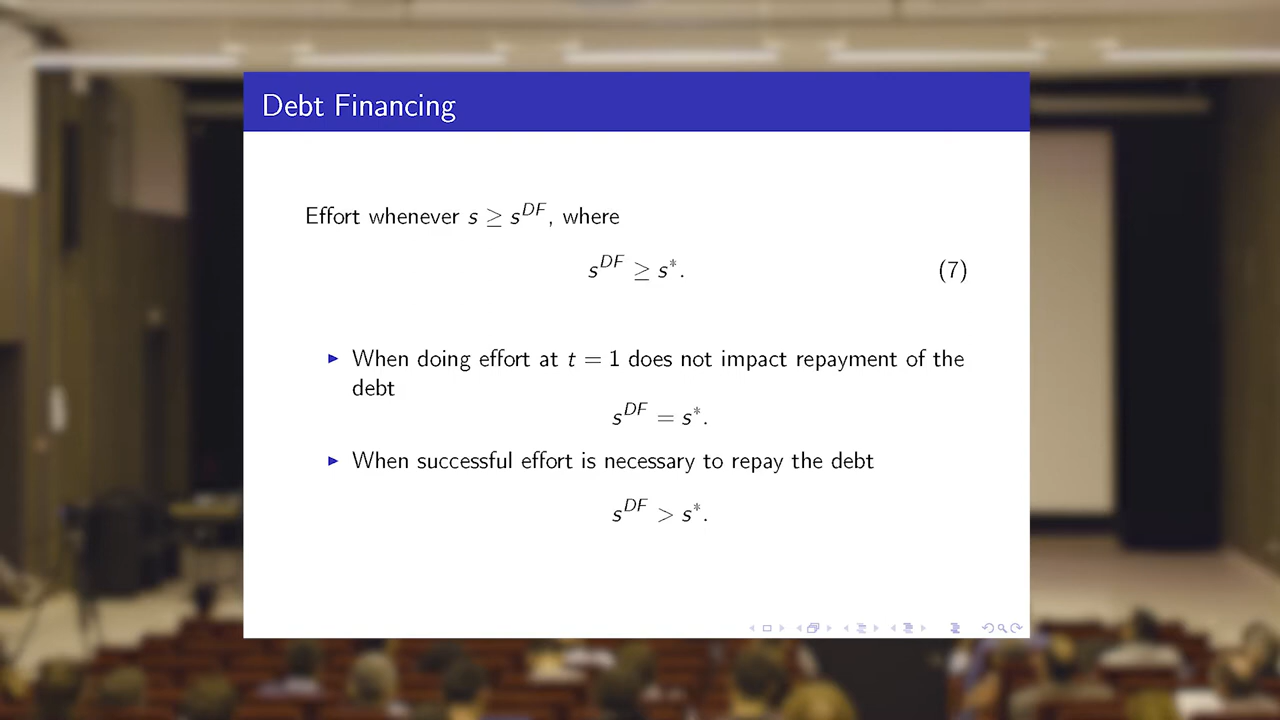 Debt Financing
Effort whenever s ≥ s^{DF}, where
s^{DF} ≥ s^*. (7)
▶ When doing effort at t = 1 does not impact repayment of the
debt
s^{DF} = s^*.
▶ When successful effort is necessary to repay the debt
s^{DF} > s^*.